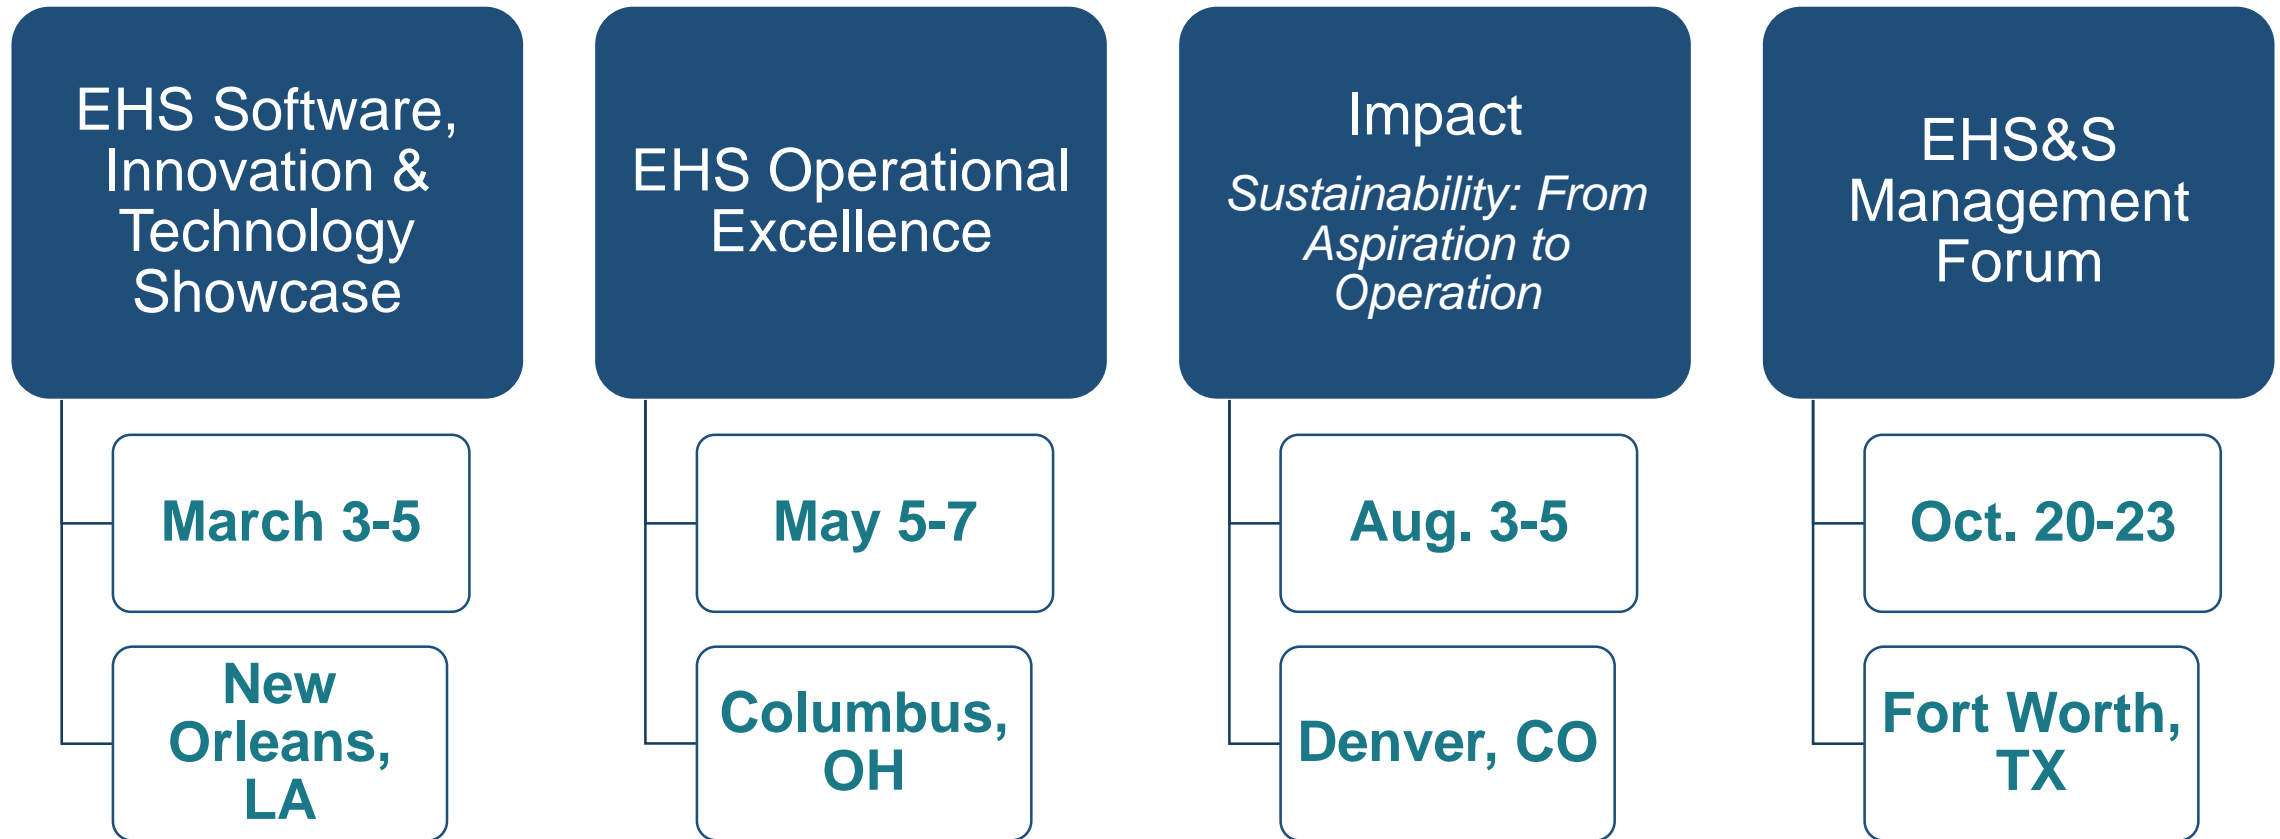 EHS Software,
Innovation &
Technology
Showcase
March 3-5
New
Orleans,
LA
EHS Operational
Excellence
May 5-7
Columbus,
OH
Impact
Sustainability: From
Aspiration to
Operation
Aug. 3-5
Denver, CO
EHS&S
Management
Forum
Oct. 20-23
Fort Worth,
TX